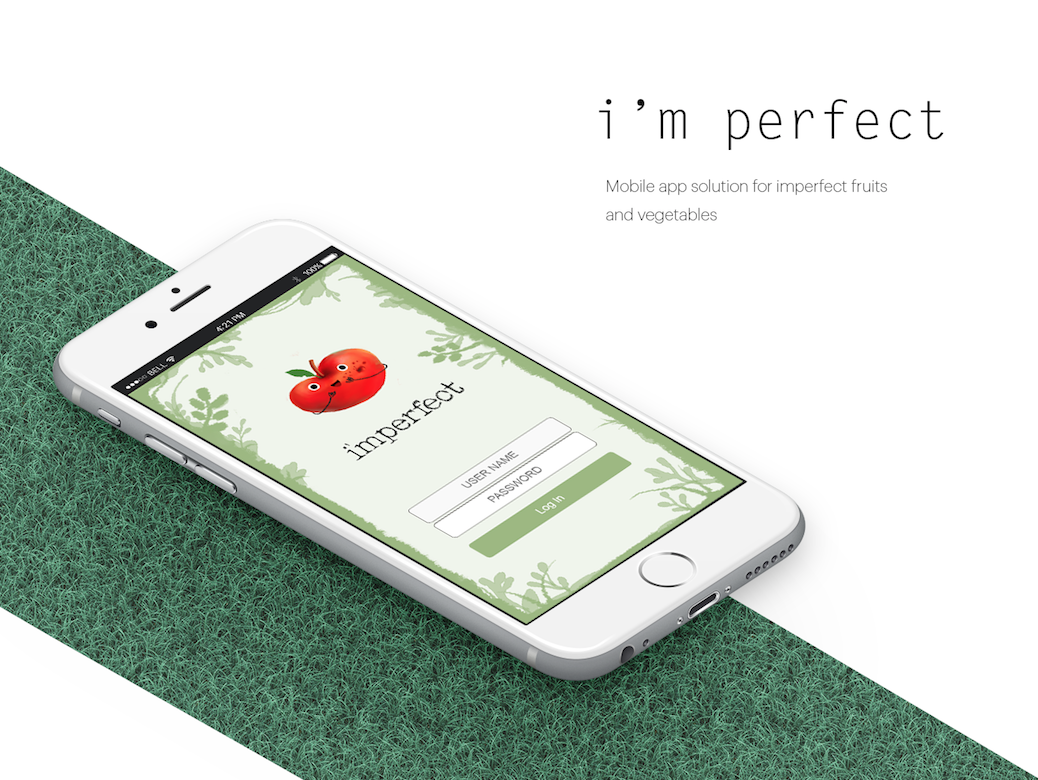 i’m perfect
Mobile app solution for imperfect fruits
and vegetables
BELL
4:21 PM
100%
i'mperfect
USER NAME
PASSWORD
Log In